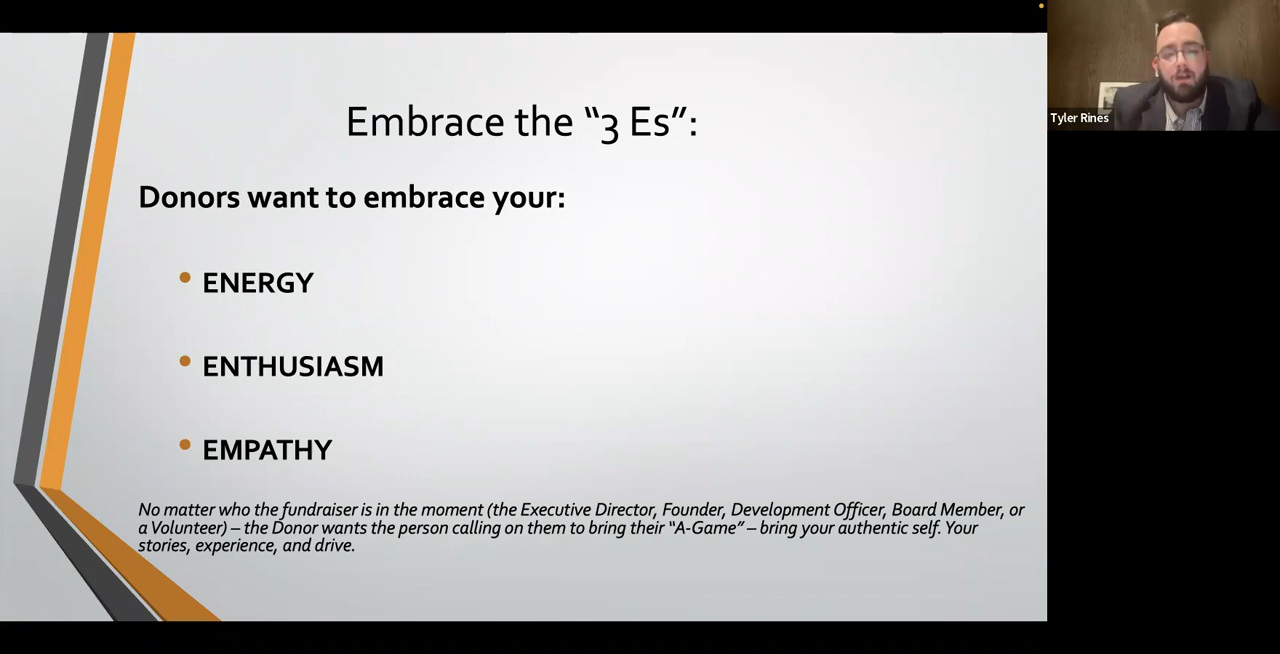 Embrace the “3 Es”:
Donors want to embrace your:
• ENERGY
• ENTHUSIASM
• EMPATHY
No matter who the fundraiser is in the moment (the Executive Director, Founder, Development Officer, Board Member, or
a Volunteer) – the Donor wants the person calling on them to bring their “A-Game” – bring your authentic self. Your
stories, experience, and drive.
Tyler Rines